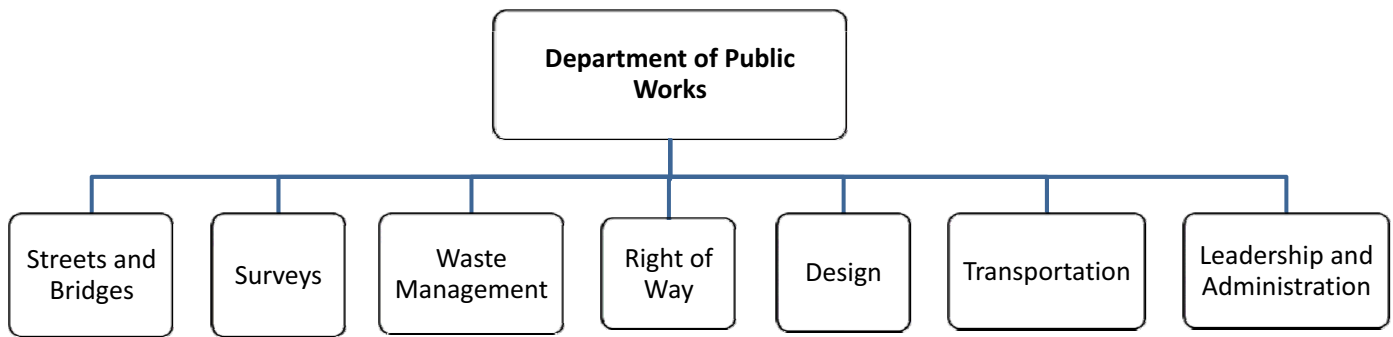 Department of Public
Works
Streets and
Bridges
Surveys
Waste
Management
Right of
Way
Design
Transportation
Leadership and
Administration